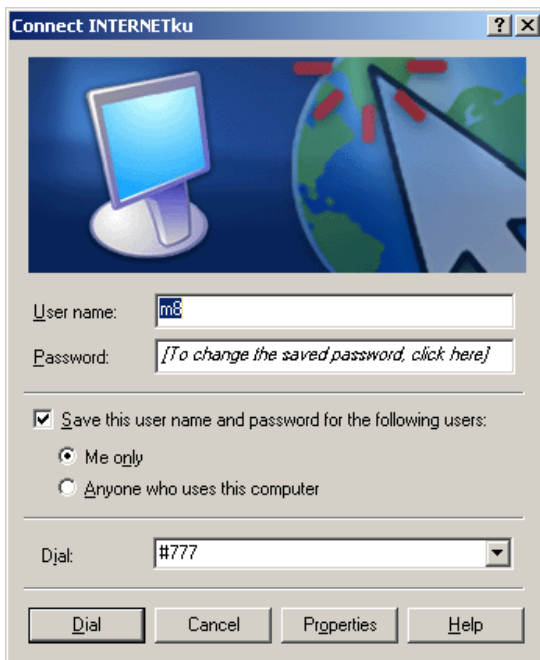 Connect INTERNETku
User name: m8
Password: [To change the saved password, click here]
Save this user name and password for the following users:
Me only
Anyone who uses this computer
Dial: #777
Dial Cancel Properties Help